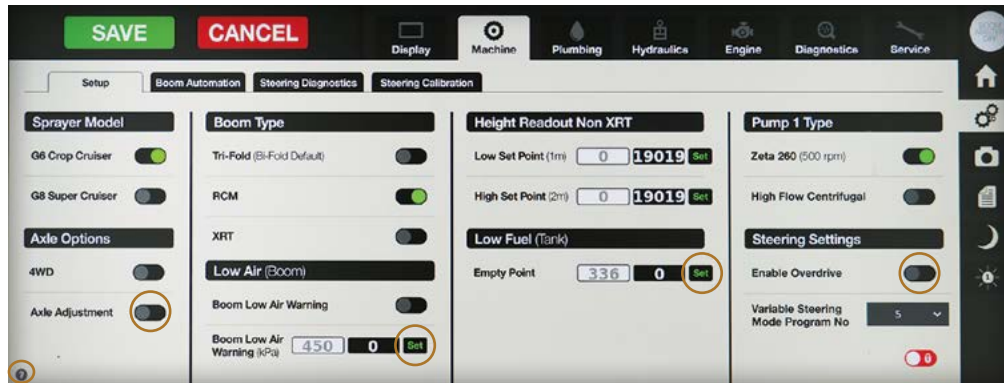 SAVE
CANCEL
Display
Machine
Plumbing
Hydraulics
Engine
Diagnostics
Service
Setup
Boom Automation
Steering Diagnostics
Steering Calibration
Sprayer Model
G6 Crop Cruiser
G8 Super Cruiser
Axle Options
4WD
Axle Adjustment
?
Boom Type
Tri-Fold (Bi-Fold Default)
RCM
XRT
Low Air (Boom)
Boom Low Air Warning
Boom Low Air
Warning (kPa) 450 0 Set
Height Readout Non XRT
Low Set Point (1m) 0 19019 Set
High Set Point (2m) 0 19019 Set
Low Fuel (Tank)
Empty Point 336 0 Set
Pump 1 Type
Zeta 260 (500 rpm)
High Flow Centrifugal
Steering Settings
Enable Overdrive
Variable Steering
Mode Program No 5